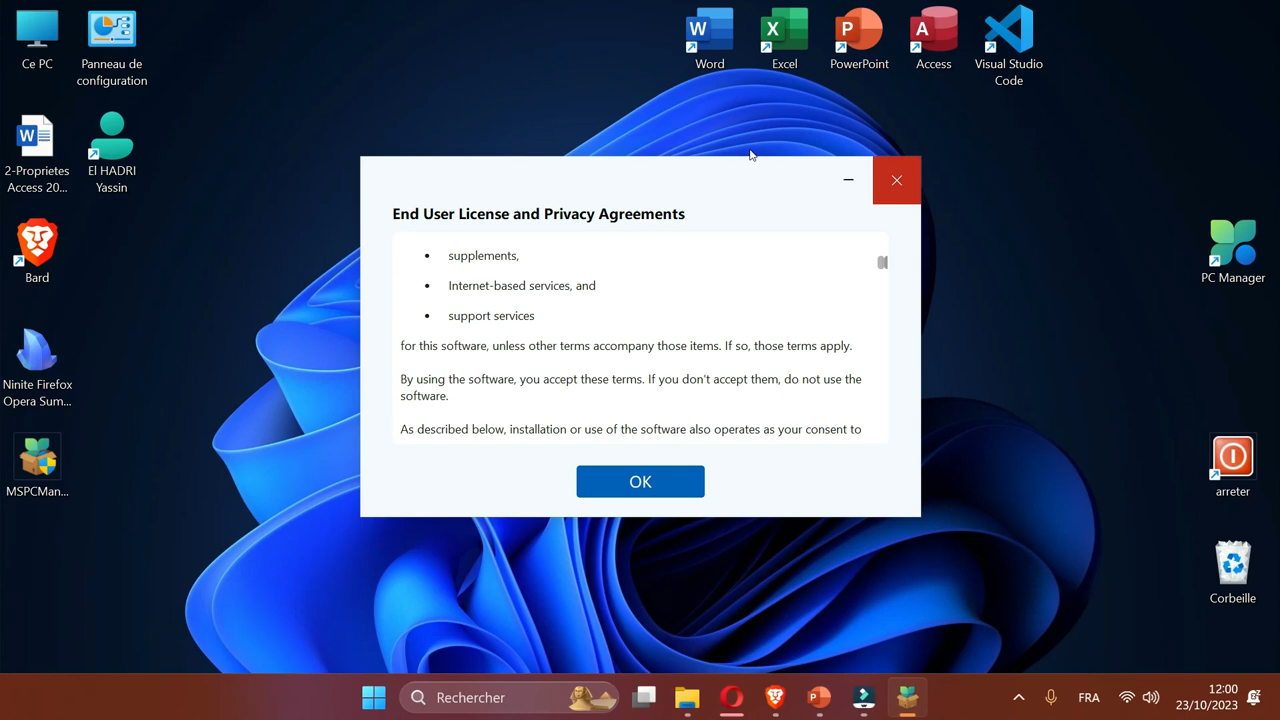 Ce PC
Panneau de
configuration
Word
Excel
PowerPoint
Access
Visual Studio
Code
2-Proprietes
Access 20...
El HADRI
Yassin
Bard
PC Manager
Ninite Firefox
Opera Sum...
MSPCMan...
arreter
Corbeille
End User License and Privacy Agreements
• supplements,
• Internet-based services, and
• support services
for this software, unless other terms accompany those items. If so, those terms apply.
By using the software, you accept these terms. If you don't accept them, do not use the
software.
As described below, installation or use of the software also operates as your consent to
OK
Rechercher
FRA
12:00
23/10/2023